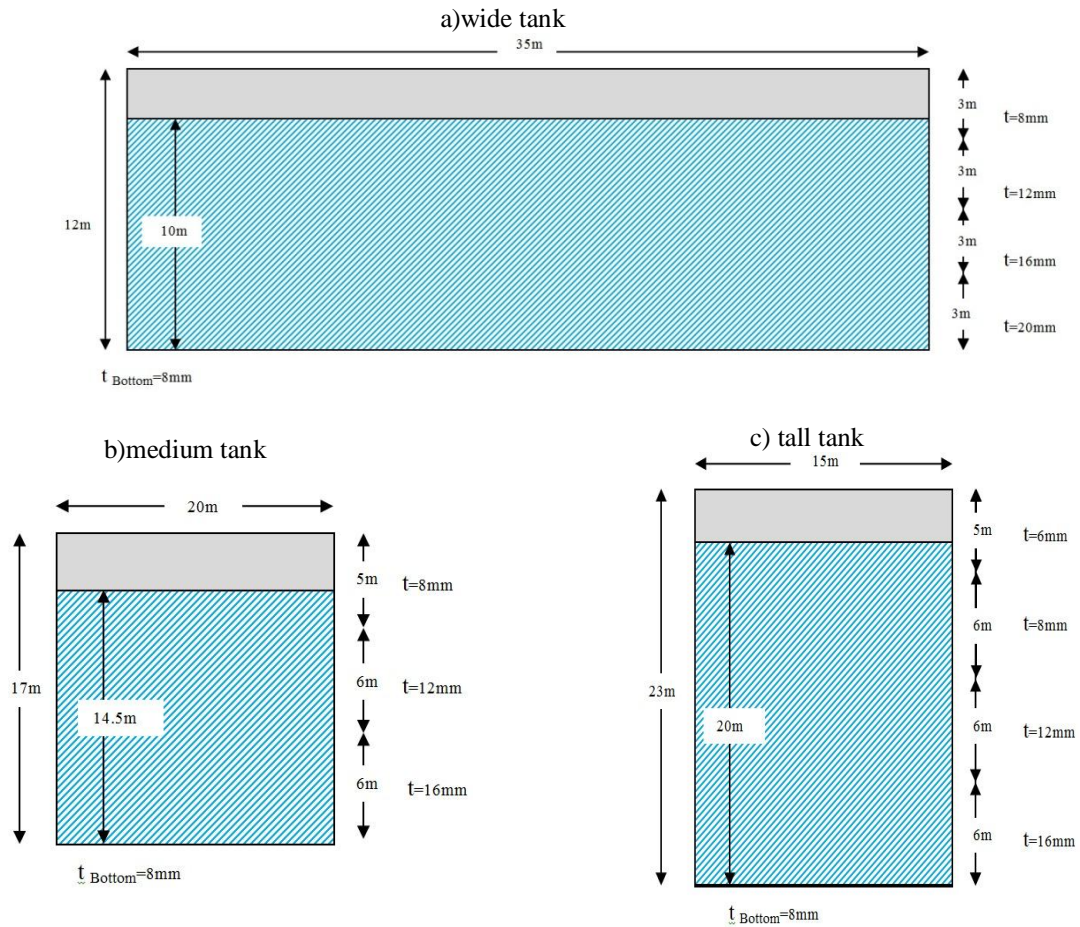 a)wide tank
35m
12m
10m
3m
t=8mm
3m
t=12mm
3m
t=16mm
3m
t=20mm
t Bottom=8mm
b)medium tank
20m
17m
14.5m
5m
t=8mm
6m
t=12mm
6m
t=16mm
t Bottom=8mm
c) tall tank
15m
23m
20m
5m
t=6mm
6m
t=8mm
6m
t=12mm
6m
t=16mm
t Bottom=8mm